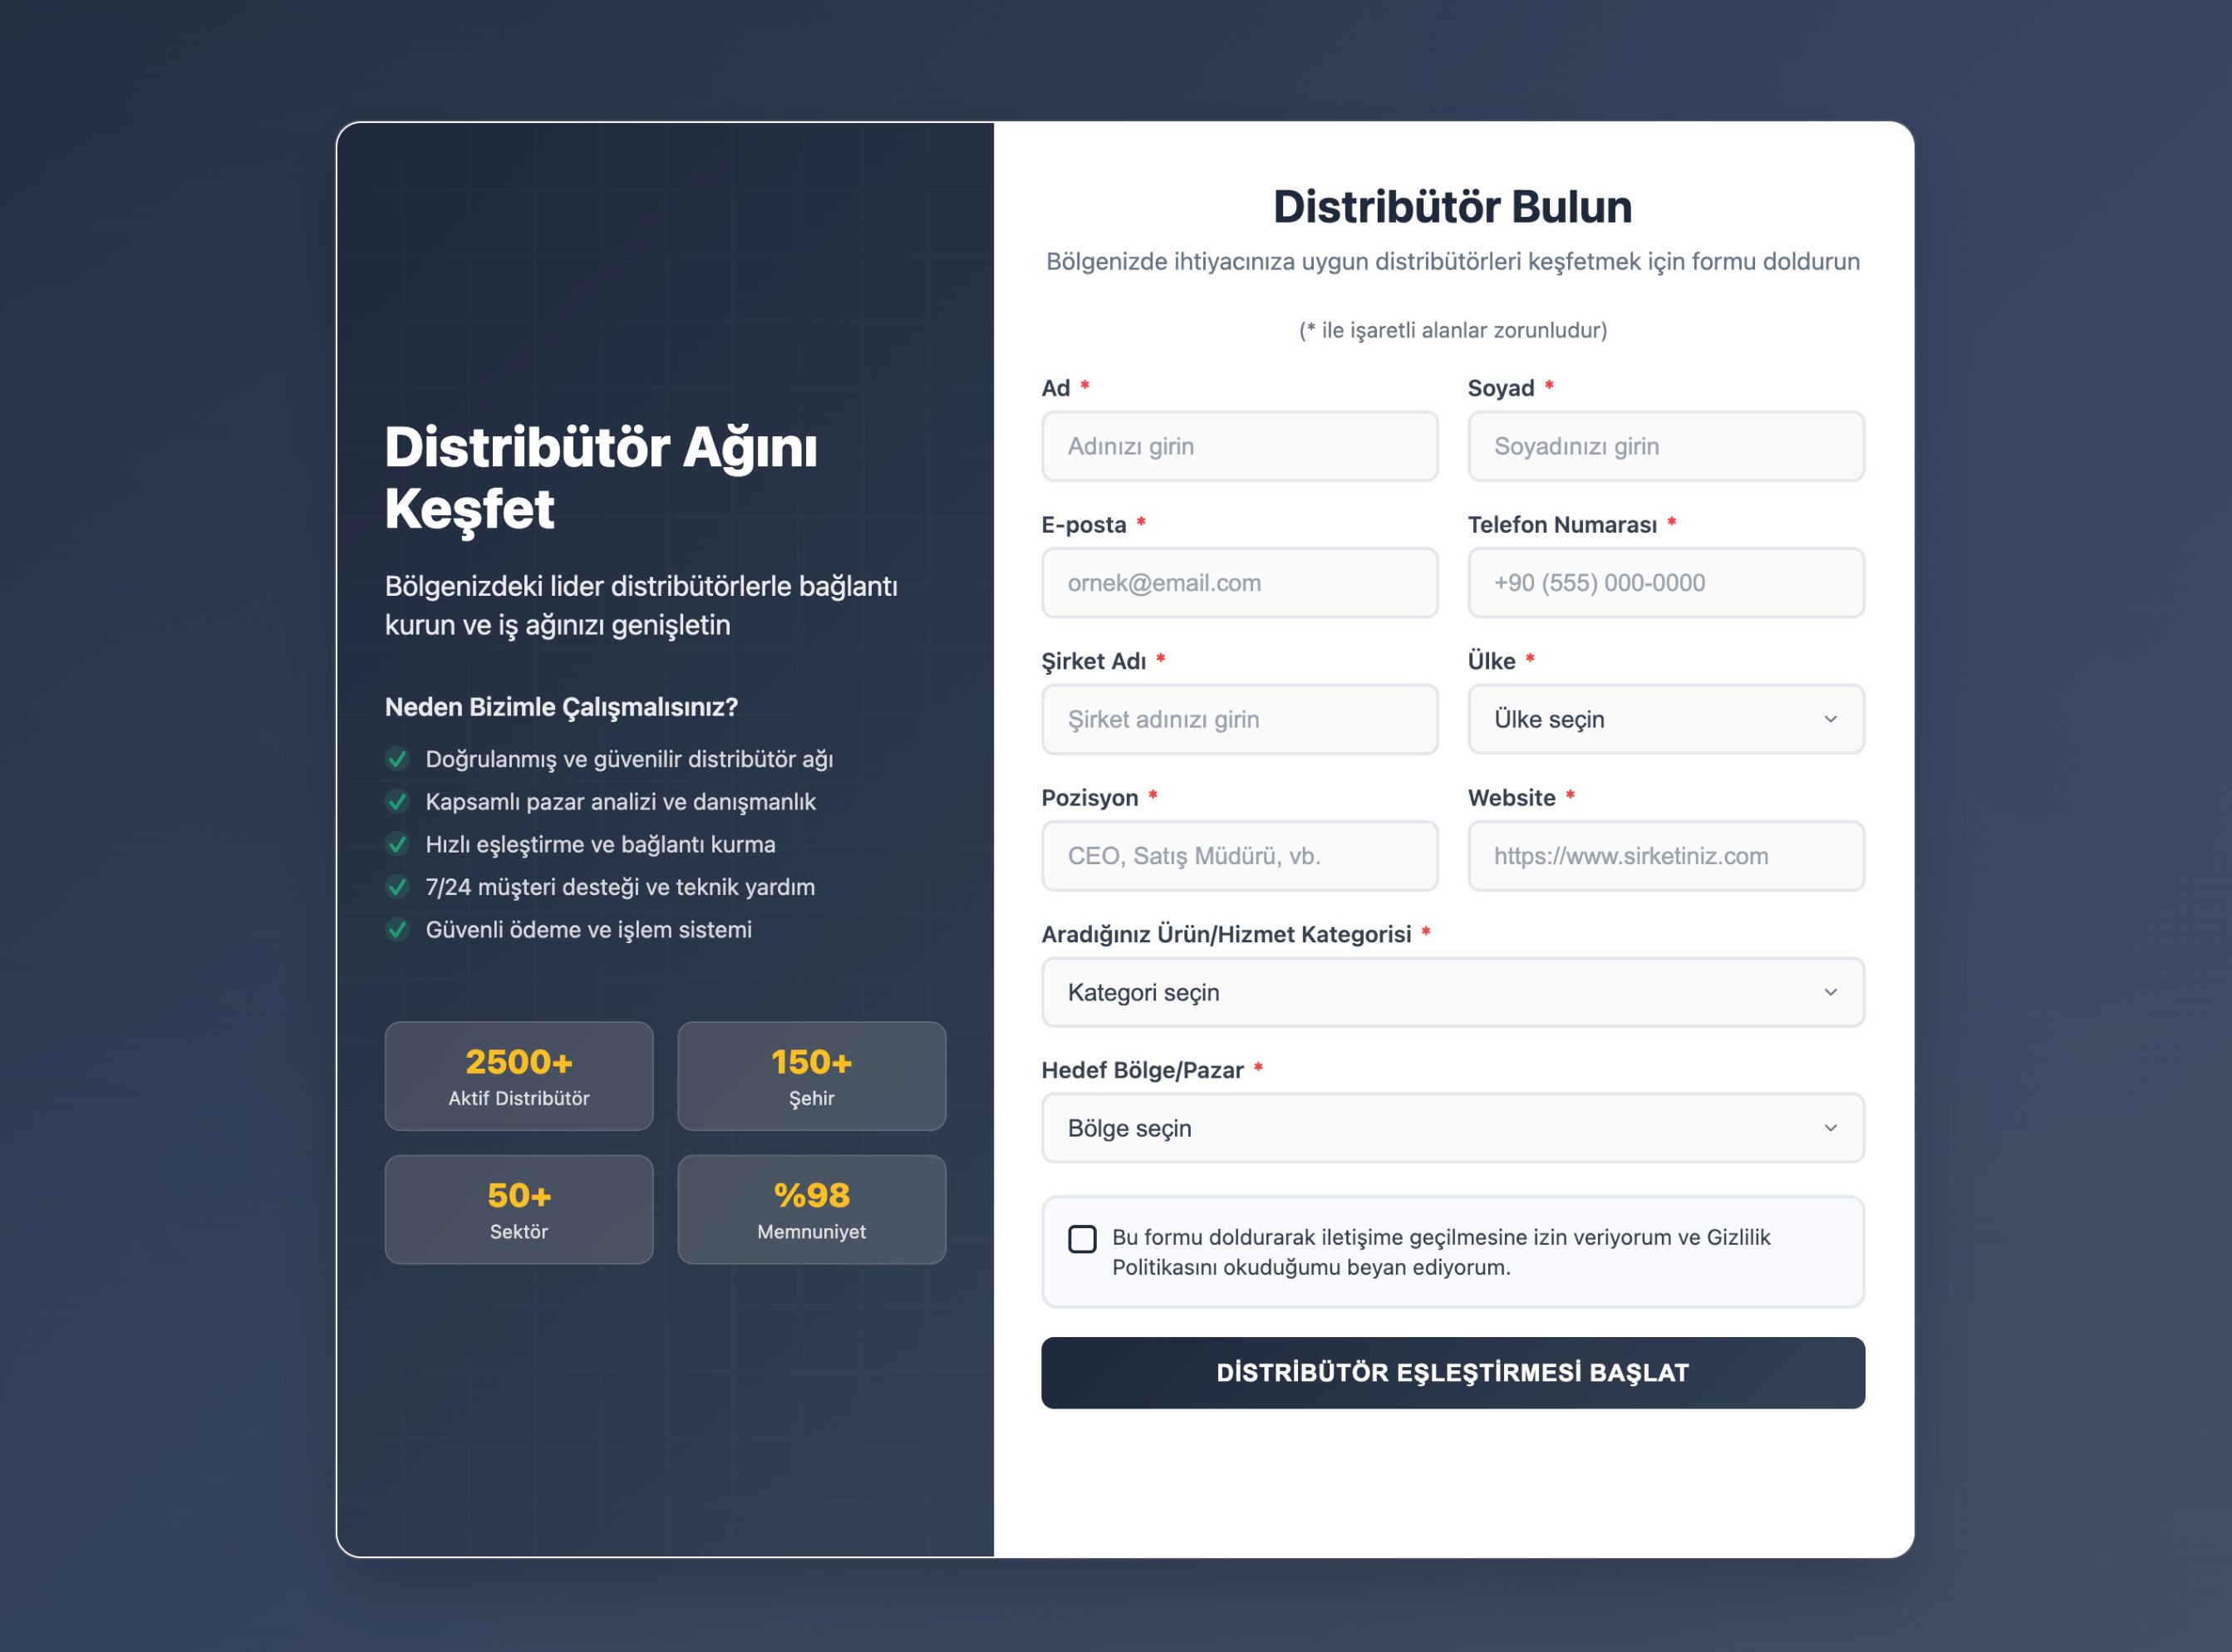 Distribütör Ağını
Keşfet
Bölgenizdeki lider distribütörlerle bağlantı
kurun ve iş ağınızı genişletin
Neden Bizimle Çalışmalısınız?
Doğrulanmış ve güvenilir distribütör ağı
Kapsamlı pazar analizi ve danışmanlık
Hızlı eşleştirme ve bağlantı kurma
7/24 müşteri desteği ve teknik yardım
Güvenli ödeme ve işlem sistemi
2500+
Aktif Distribütör
150+
Şehir
50+
Sektör
%98
Memnuniyet
Distribütör Bulun
Bölgenizde ihtiyacınıza uygun distribütörleri keşfetmek için formu doldurun
(* ile işaretli alanlar zorunludur)
Ad *
Adınızı girin
Soyad *
Soyadınızı girin
E-posta *
ornek@email.com
Telefon Numarası *
+90 (555) 000-0000
Şirket Adı *
Şirket adınızı girin
Ülke *
Ülke seçin
Pozisyon *
CEO, Satış Müdürü, vb.
Website *
https://www.sirketiniz.com
Aradığınız Ürün/Hizmet Kategorisi *
Kategori seçin
Hedef Bölge/Pazar *
Bölge seçin
Bu formu doldurarak iletişime geçilmesine izin veriyorum ve Gizlilik
Politikasını okuduğumu beyan ediyorum.
DİSTRİBÜTÖR EŞLEŞTİRMESİ BAŞLAT